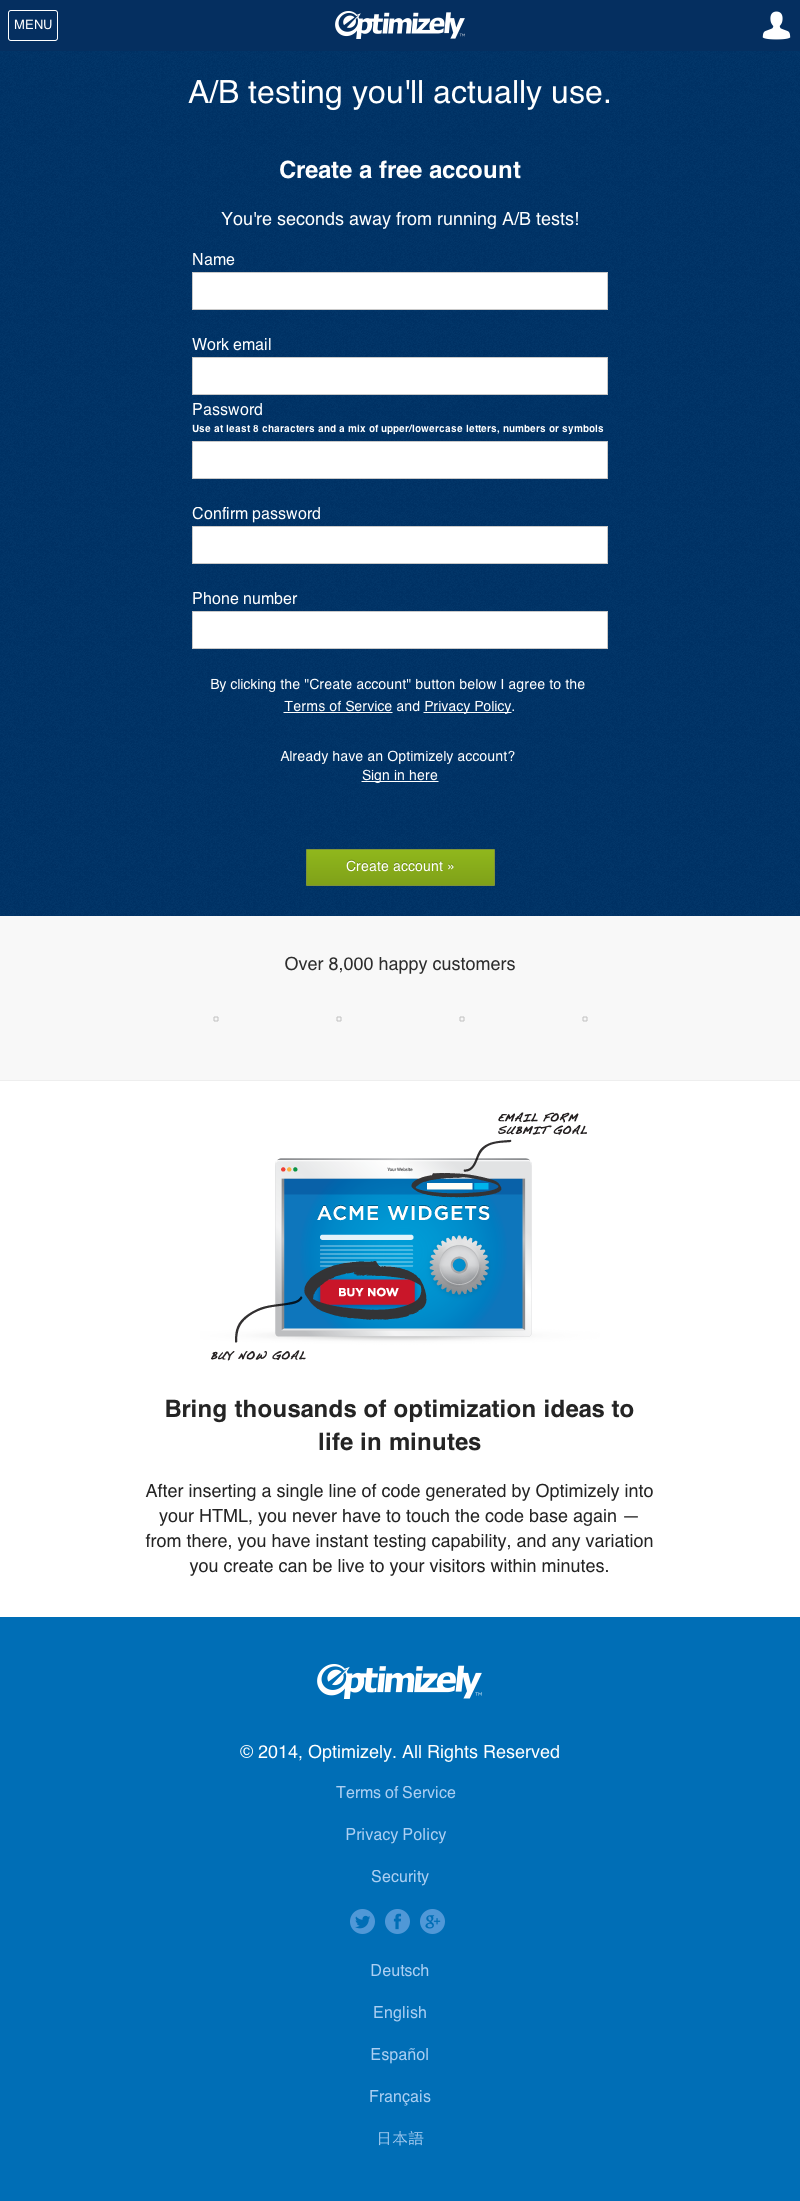 MENU
Optimizely
A/B testing you'll actually use.
Create a free account
You're seconds away from running A/B tests!
Name
Work email
Password
Use at least 8 characters and a mix of upper/lowercase letters, numbers or symbols
Confirm password
Phone number
By clicking the "Create account" button below I agree to the
Terms of Service and Privacy Policy.
Already have an Optimizely account?
Sign in here
Create account »
Over 8,000 happy customers
EMAIL FORM
SUBMIT GOAL
Your Website
ACME WIDGETS
BUY NOW
BUY NOW GOAL
Bring thousands of optimization ideas to
life in minutes
After inserting a single line of code generated by Optimizely into
your HTML, you never have to touch the code base again —
from there, you have instant testing capability, and any variation
you create can be live to your visitors within minutes.
Optimizely
© 2014, Optimizely. All Rights Reserved
Terms of Service
Privacy Policy
Security
Deutsch
English
Español
Français
日本語